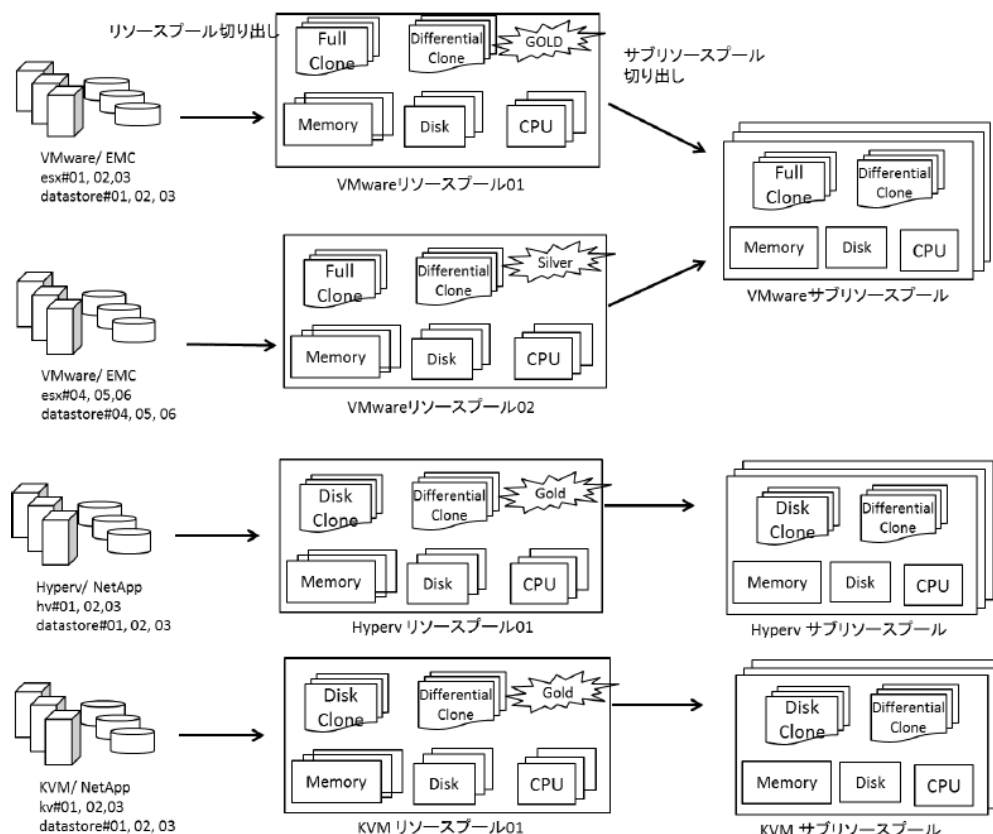 リソースプール切り出し
Full
Clone
Differential
Clone
GOLD
Memory
Disk
CPU
VMwareリソースプール01
VMware/ EMC
esx#01, 02,03
datastore#01, 02, 03
サブリソースプール
切り出し
Full
Clone
Differential
Clone
Memory
Disk
CPU
VMwareサブリソースプール
Full
Clone
Differential
Clone
Silver
Memory
Disk
CPU
VMwareリソースプール02
VMware/ EMC
esx#04, 05,06
datastore#04, 05, 06
Disk
Clone
Differential
Clone
Gold
Memory
Disk
CPU
Hyperv リソースプール01
Hyperv/ NetApp
hv#01, 02,03
datastore#01, 02, 03
Disk
Clone
Differential
Clone
Memory
Disk
CPU
Hyperv サブリソースプール
Disk
Clone
Differential
Clone
Gold
Memory
Disk
CPU
KVM リソースプール01
KVM/ NetApp
kv#01, 02,03
datastore#01, 02, 03
Disk
Clone
Differential
Clone
Memory
Disk
CPU
KVM サブリソースプール